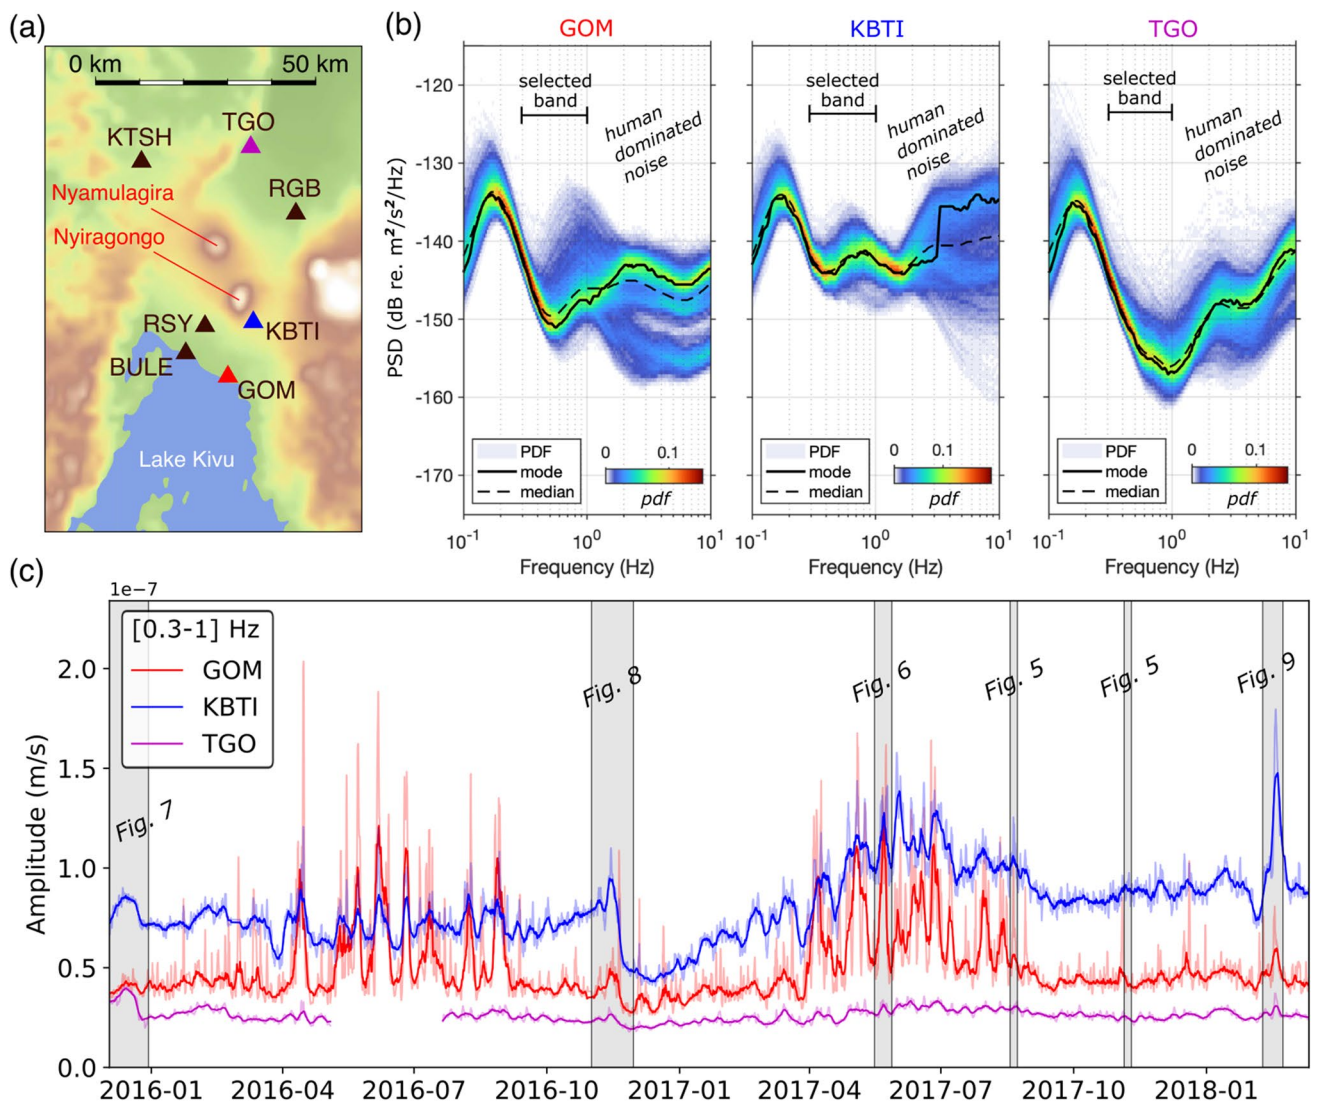 (a)
0 km 50 km
TGO
KTSH
RGB
Nyamulagira
Nyiragongo
RSY
KBTI
BULE
GOM
Lake Kivu
(b)
GOM
KBTI
TGO
PSD (dB re. m²/s²/Hz)
-120
-130
-140
-150
-160
-170
selected
band
human
dominated
noise
PDF
mode
median
0 0.1
pdf
10⁻¹ 10⁰ 10¹
Frequency (Hz)
selected
band
human
dominated
noise
PDF
mode
median
0 0.1
pdf
10⁻¹ 10⁰ 10¹
Frequency (Hz)
selected
band
human
dominated
noise
PDF
mode
median
0 0.1
pdf
10⁻¹ 10⁰ 10¹
Frequency (Hz)
(c)
1e−7
[0.3-1] Hz
GOM
KBTI
TGO
Fig. 7
Fig. 8
Fig. 6
Fig. 5
Fig. 5
Fig. 9
Amplitude (m/s)
2.0
1.5
1.0
0.5
0.0
2016-01 2016-04 2016-07 2016-10 2017-01 2017-04 2017-07 2017-10 2018-01